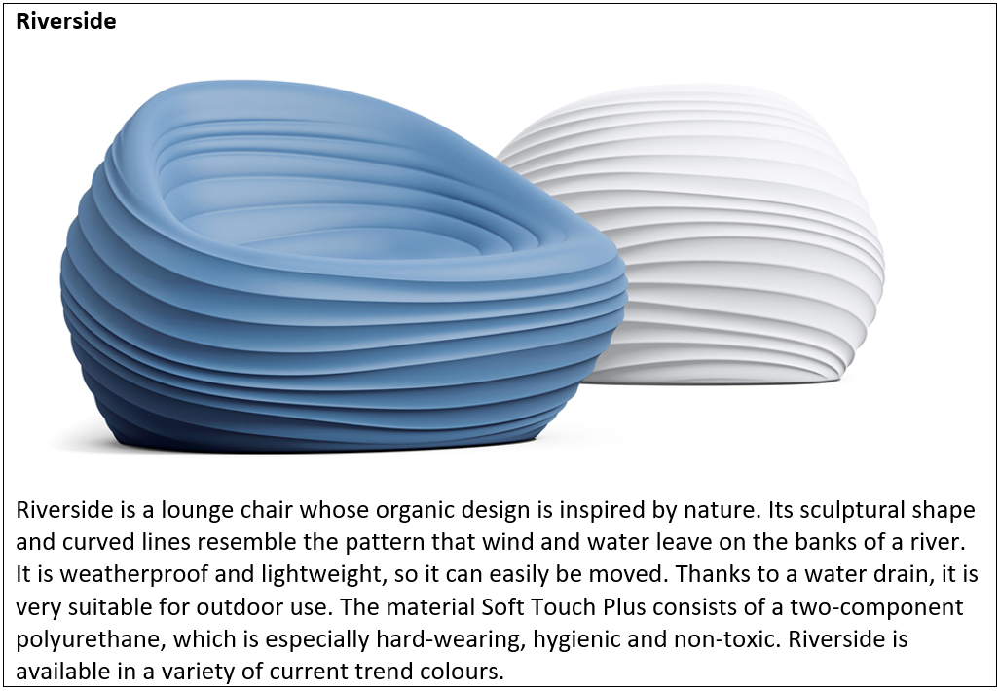 Riverside
Riverside is a lounge chair whose organic design is inspired by nature. Its sculptural shape
and curved lines resemble the pattern that wind and water leave on the banks of a river.
It is weatherproof and lightweight, so it can easily be moved. Thanks to a water drain, it is
very suitable for outdoor use. The material Soft Touch Plus consists of a two-component
polyurethane, which is especially hard-wearing, hygienic and non-toxic. Riverside is
available in a variety of current trend colours.